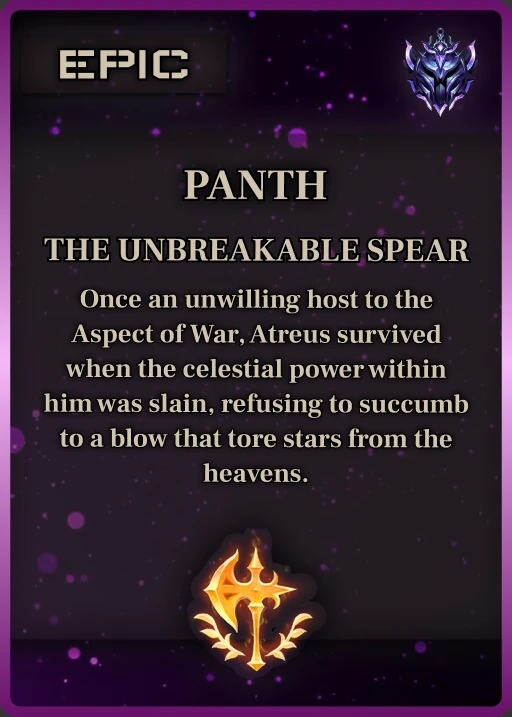 EPIC
PANTH
THE UNBREAKABLE SPEAR
Once an unwilling host to the
Aspect of War, Atreus survived
when the celestial power within
him was slain, refusing to succumb
to a blow that tore stars from the
heavens.